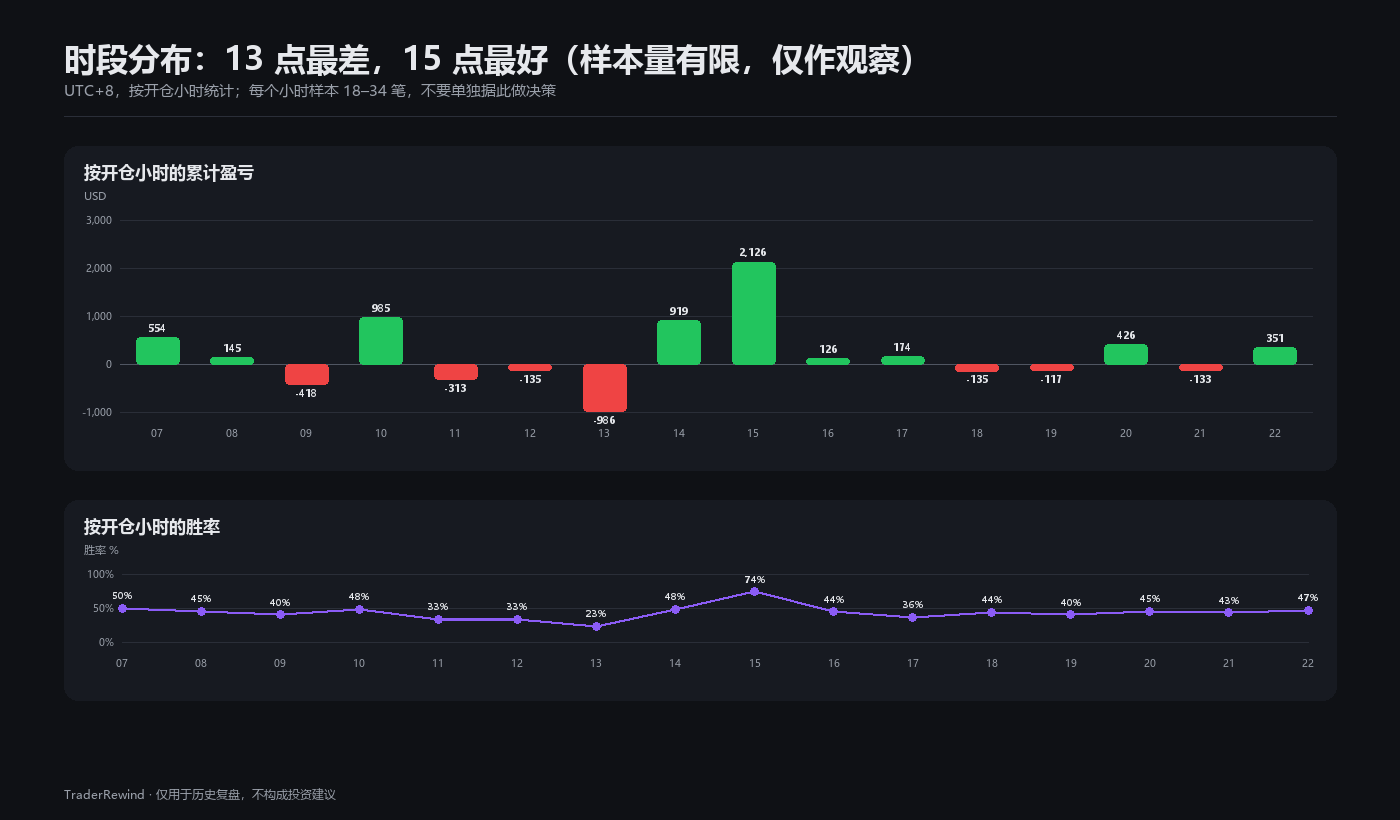 时段分布：13 点最差，15 点最好（样本量有限，仅作观察）
UTC+8，按开仓小时统计；每个小时样本 18–34 笔，不要单独据此做决策
按开仓小时的累计盈亏
USD
3,000
2,000
1,000
0
-1,000
554
145
-418
985
-313
-135
-986
919
2,126
126
174
-135
-117
426
-133
351
07 08 09 10 11 12 13 14 15 16 17 18 19 20 21 22
按开仓小时的胜率
胜率 %
100%
50%
0%
50% 45% 40% 48% 33% 33% 23% 48% 74% 44% 36% 44% 40% 45% 43% 47%
07 08 09 10 11 12 13 14 15 16 17 18 19 20 21 22
TraderRewind · 仅用于历史复盘，不构成投资建议